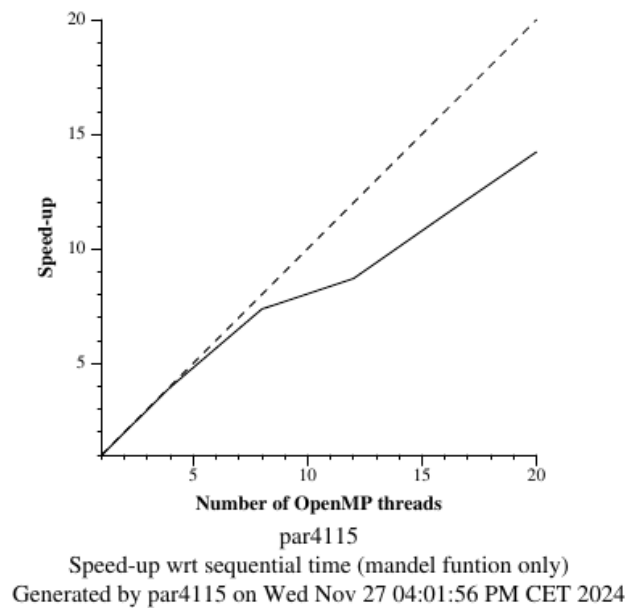 20
15
10
5
Speed-up
5 10 15 20
Number of OpenMP threads
par4115
Speed-up wrt sequential time (mandel funtion only)
Generated by par4115 on Wed Nov 27 04:01:56 PM CET 2024